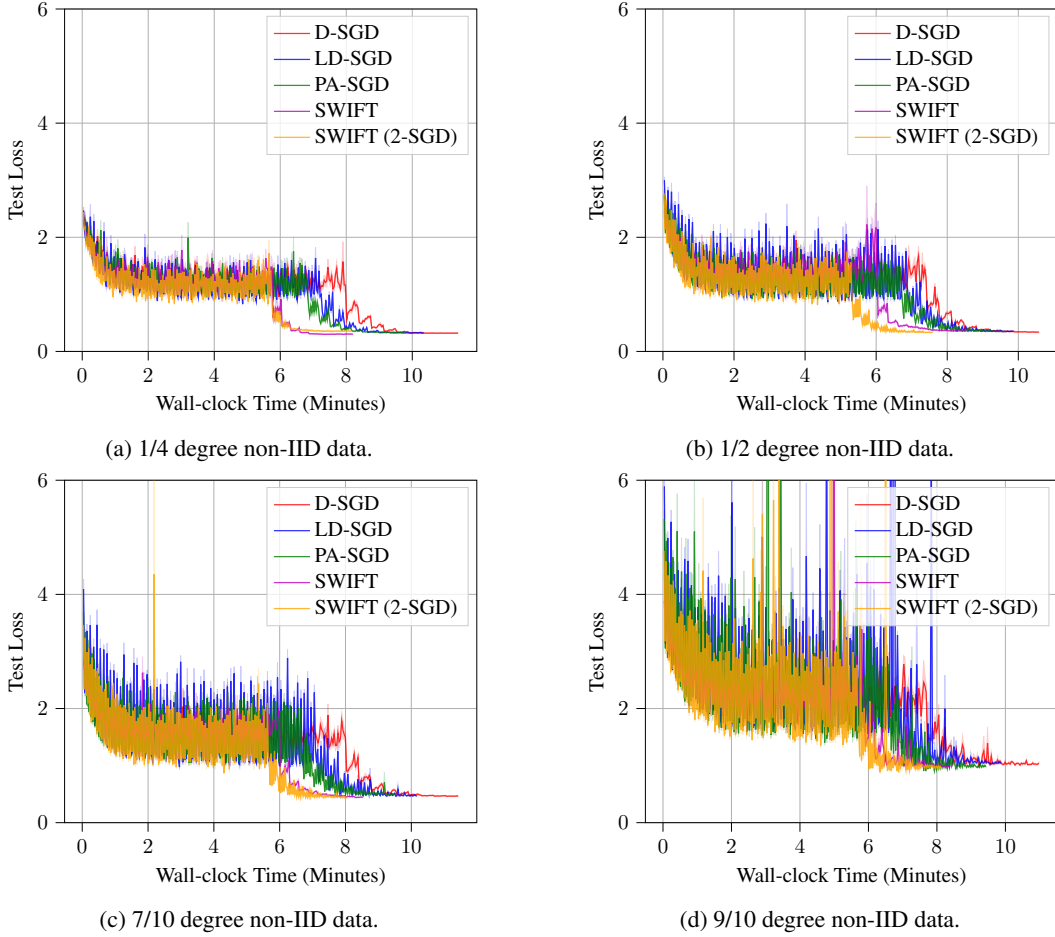 6
4
2
0
Test Loss
0 2 4 6 8 10
Wall-clock Time (Minutes)
D-SGD
LD-SGD
PA-SGD
SWIFT
SWIFT (2-SGD)
(a) 1/4 degree non-IID data.
6
4
2
0
Test Loss
0 2 4 6 8 10
Wall-clock Time (Minutes)
D-SGD
LD-SGD
PA-SGD
SWIFT
SWIFT (2-SGD)
(b) 1/2 degree non-IID data.
6
4
2
0
Test Loss
0 2 4 6 8 10
Wall-clock Time (Minutes)
D-SGD
LD-SGD
PA-SGD
SWIFT
SWIFT (2-SGD)
(c) 7/10 degree non-IID data.
6
4
2
0
Test Loss
0 2 4 6 8 10
Wall-clock Time (Minutes)
D-SGD
LD-SGD
PA-SGD
SWIFT
SWIFT (2-SGD)
(d) 9/10 degree non-IID data.